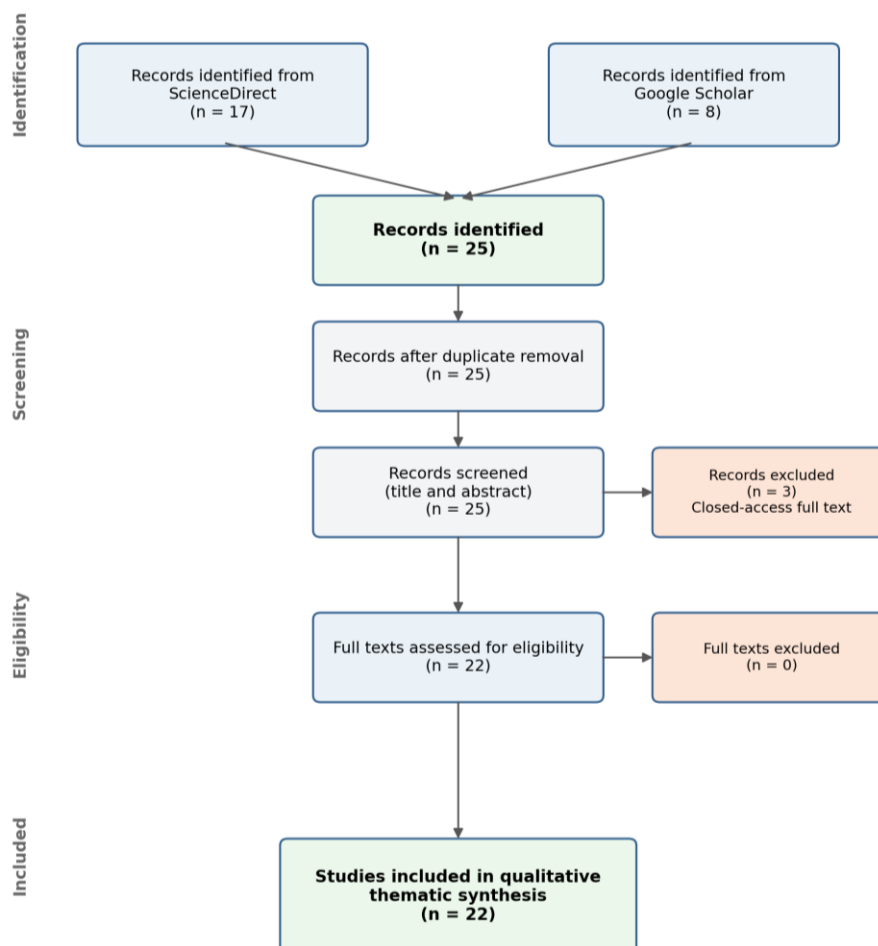 Identification
Records identified from
ScienceDirect
(n = 17)
Records identified from
Google Scholar
(n = 8)
Records identified
(n = 25)
Screening
Records after duplicate removal
(n = 25)
Records screened
(title and abstract)
(n = 25)
Records excluded
(n = 3)
Closed-access full text
Eligibility
Full texts assessed for eligibility
(n = 22)
Full texts excluded
(n = 0)
Included
Studies included in qualitative
thematic synthesis
(n = 22)